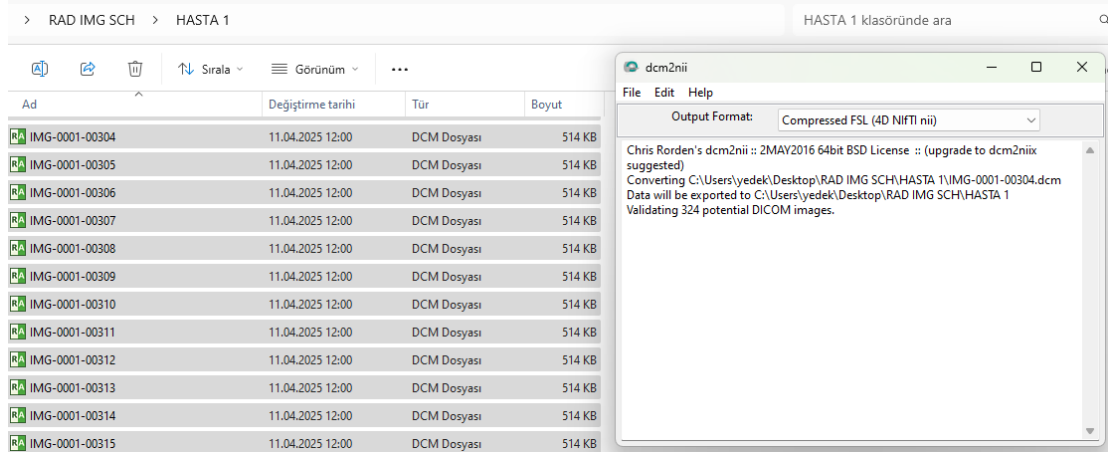 > RAD IMG SCH > HASTA 1
HASTA 1 klasöründe ara
Sırala
Görünüm
...
Ad Değiştirme tarihi Tür Boyut
IMG-0001-00304 11.04.2025 12:00 DCM Dosyası 514 KB
IMG-0001-00305 11.04.2025 12:00 DCM Dosyası 514 KB
IMG-0001-00306 11.04.2025 12:00 DCM Dosyası 514 KB
IMG-0001-00307 11.04.2025 12:00 DCM Dosyası 514 KB
IMG-0001-00308 11.04.2025 12:00 DCM Dosyası 514 KB
IMG-0001-00309 11.04.2025 12:00 DCM Dosyası 514 KB
IMG-0001-00310 11.04.2025 12:00 DCM Dosyası 514 KB
IMG-0001-00311 11.04.2025 12:00 DCM Dosyası 514 KB
IMG-0001-00312 11.04.2025 12:00 DCM Dosyası 514 KB
IMG-0001-00313 11.04.2025 12:00 DCM Dosyası 514 KB
IMG-0001-00314 11.04.2025 12:00 DCM Dosyası 514 KB
IMG-0001-00315 11.04.2025 12:00 DCM Dosyası 514 KB
dcm2nii
File Edit Help
Output Format: Compressed FSL (4D NIfTI nii)
Chris Rorden's dcm2nii :: 2MAY2016 64bit BSD License :: (upgrade to dcm2niix
suggested)
Converting C:\Users\yedek\Desktop\RAD IMG SCH\HASTA 1\IMG-0001-00304.dcm
Data will be exported to C:\Users\yedek\Desktop\RAD IMG SCH\HASTA 1
Validating 324 potential DICOM images.